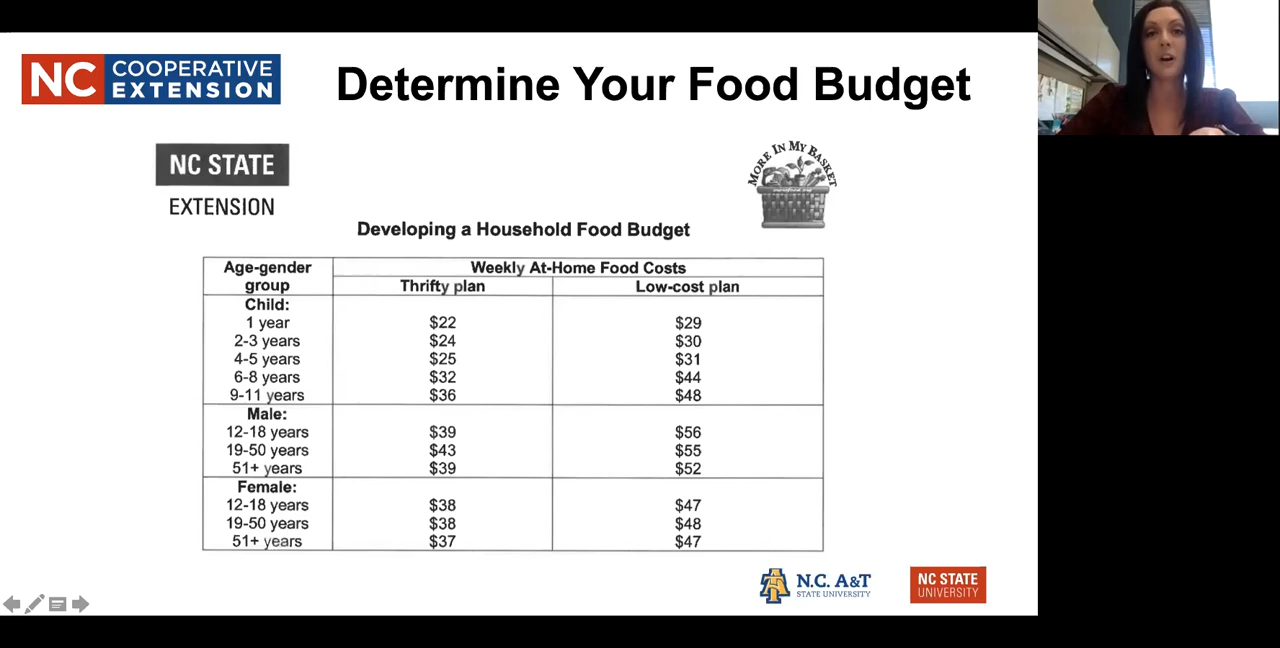 NC COOPERATIVE EXTENSION
Determine Your Food Budget
NC STATE
EXTENSION
MORE IN MY BASKET
Developing a Household Food Budget
Age-gender group Weekly At-Home Food Costs
Thrifty plan Low-cost plan
Child:
1 year $22 $29
2-3 years $24 $30
4-5 years $25 $31
6-8 years $32 $44
9-11 years $36 $48
Male:
12-18 years $39 $56
19-50 years $43 $55
51+ years $39 $52
Female:
12-18 years $38 $47
19-50 years $38 $48
51+ years $37 $47
N.C. A&T
STATE UNIVERSITY
NC STATE
UNIVERSITY